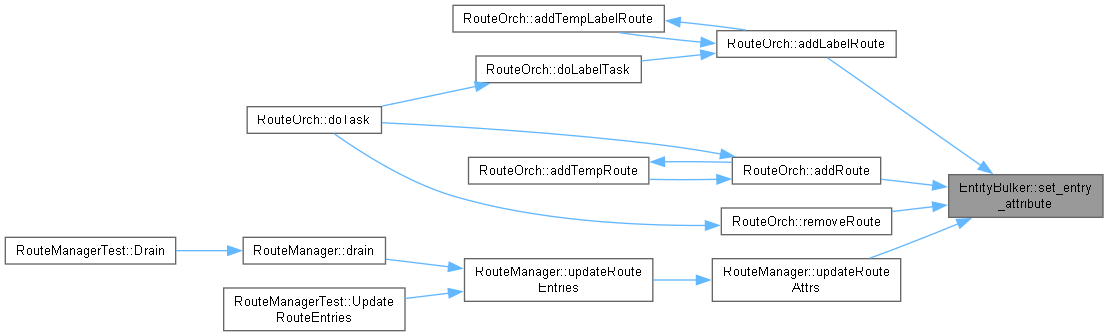 RouteOrch::addTempLabelRoute
RouteOrch::addLabelRoute
RouteOrch::doLabelTask
RouteOrch::doTask
RouteOrch::addTempRoute
RouteOrch::addRoute
EntityBulker::set_entry
_attribute
RouteOrch::removeRoute
RouteManagerTest::Drain
RouteManager::drain
RouteManager::updateRoute
Entries
RouteManager::updateRoute
Attrs
RouteManagerTest::Update
RouteEntries